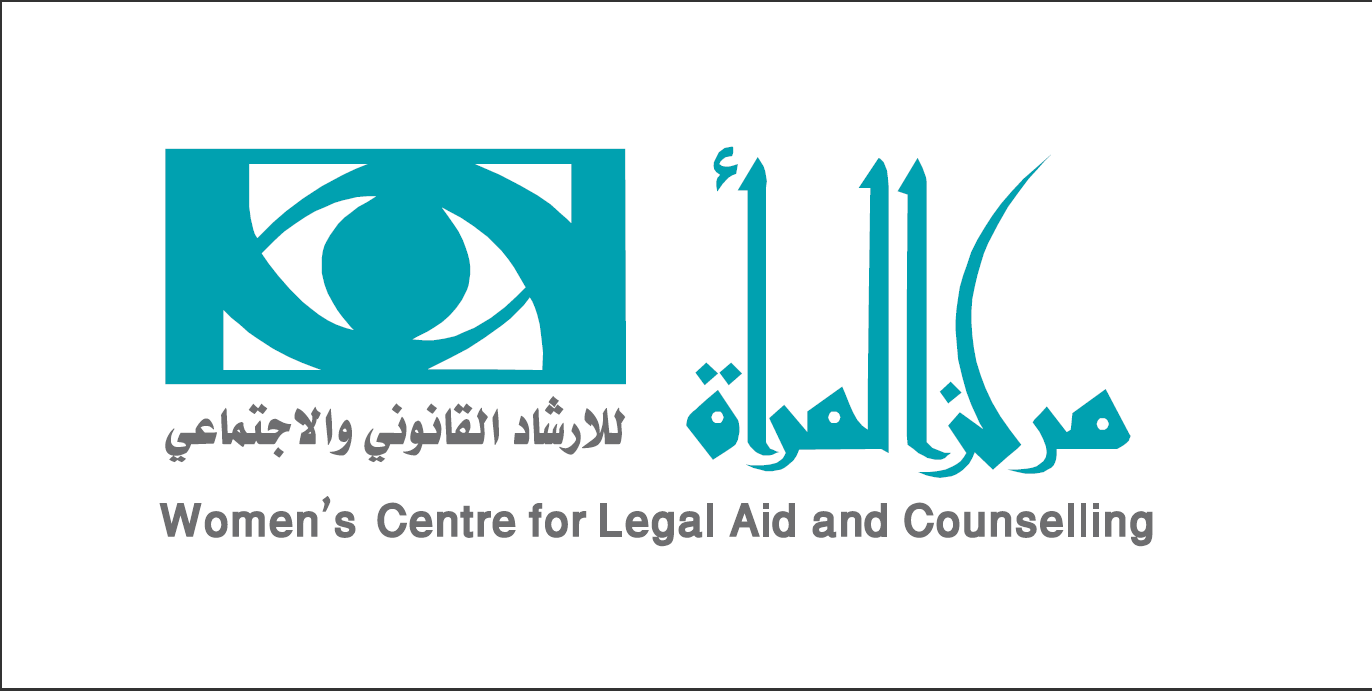 مركز المرأة
للارشاد القانوني والاجتماعي
Women's Centre for Legal Aid and Counselling